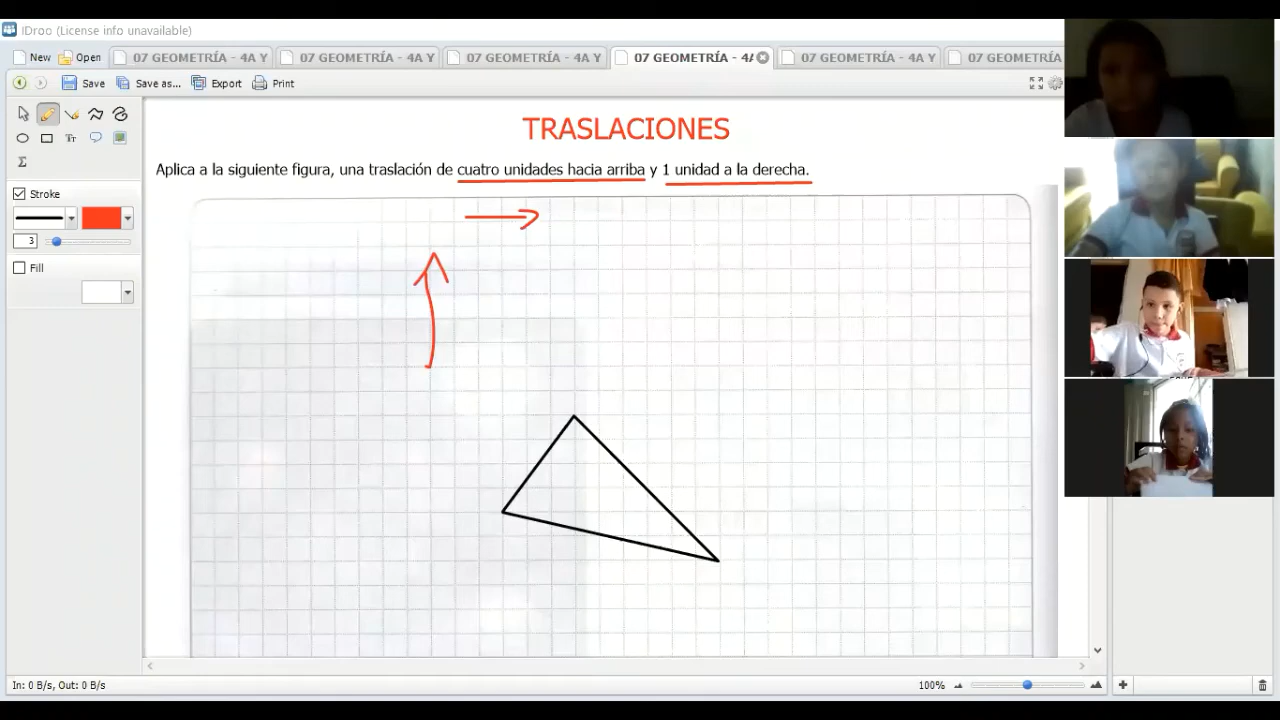 IDroo (License info unavailable)
New Open 07 GEOMETRÍA - 4A Y 07 GEOMETRÍA - 4A Y 07 GEOMETRÍA - 4A Y 07 GEOMETRÍA - 4A 07 GEOMETRÍA - 4A Y 07 GEOMETRÍA - 4A
Save Save as... Export Print
TRASLACIONES
Aplica a la siguiente figura, una traslación de cuatro unidades hacia arriba y 1 unidad a la derecha.
Tт
Σ
Stroke
3
Fill
In: 0 B/s, Out: 0 B/s 100%